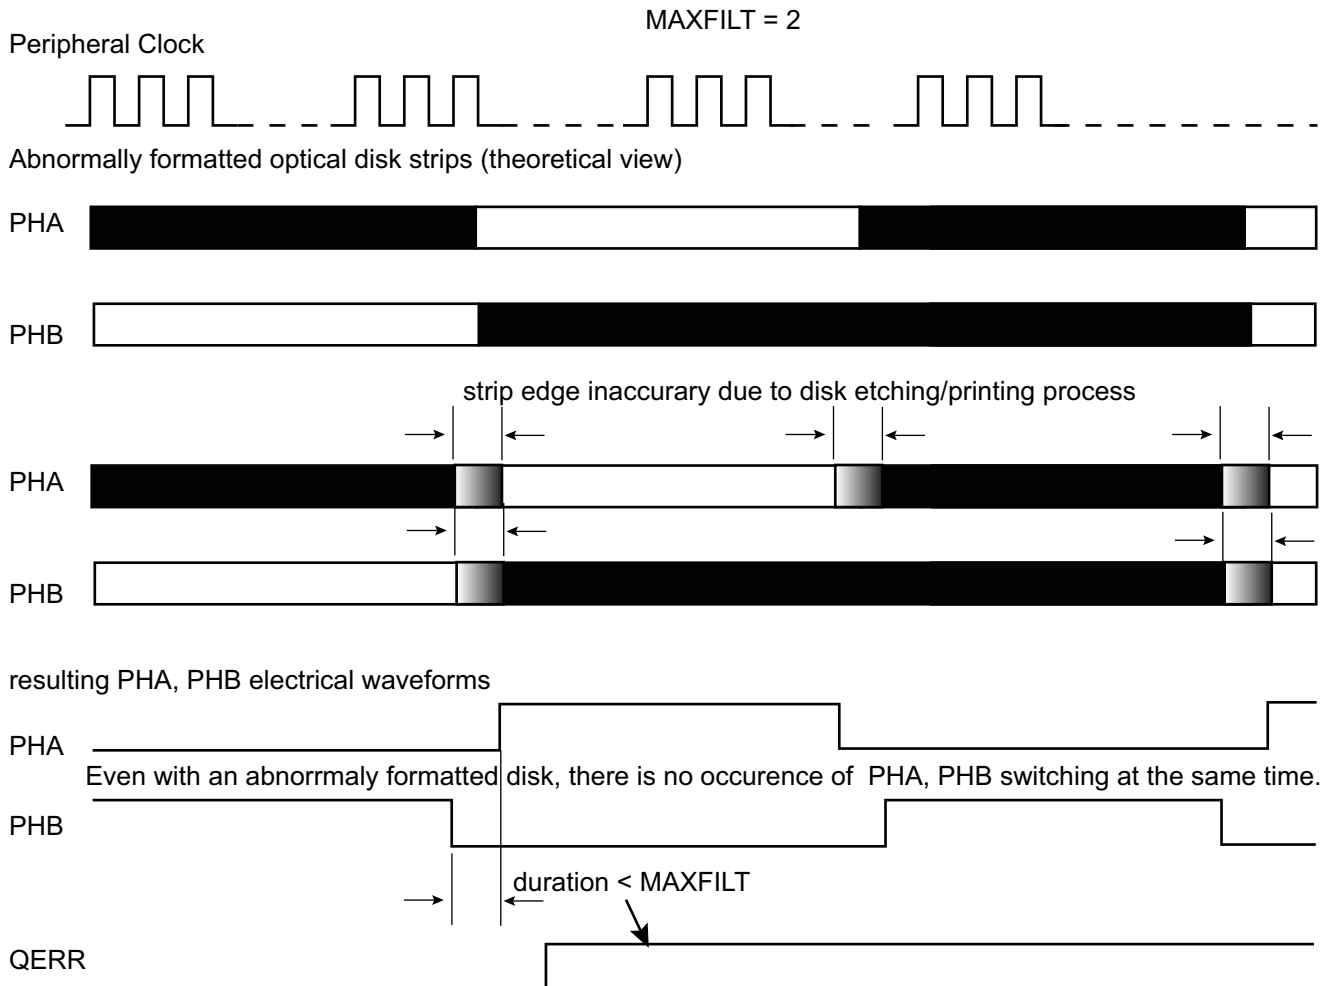 MAXFILT = 2
Peripheral Clock
Abnormally formatted optical disk strips (theoretical view)
PHA
PHB
strip edge inaccurary due to disk etching/printing process
PHA
PHB
resulting PHA, PHB electrical waveforms
PHA
Even with an abnorrmaly formatted disk, there is no occurence of PHA, PHB switching at the same time.
PHB
duration < MAXFILT
QERR